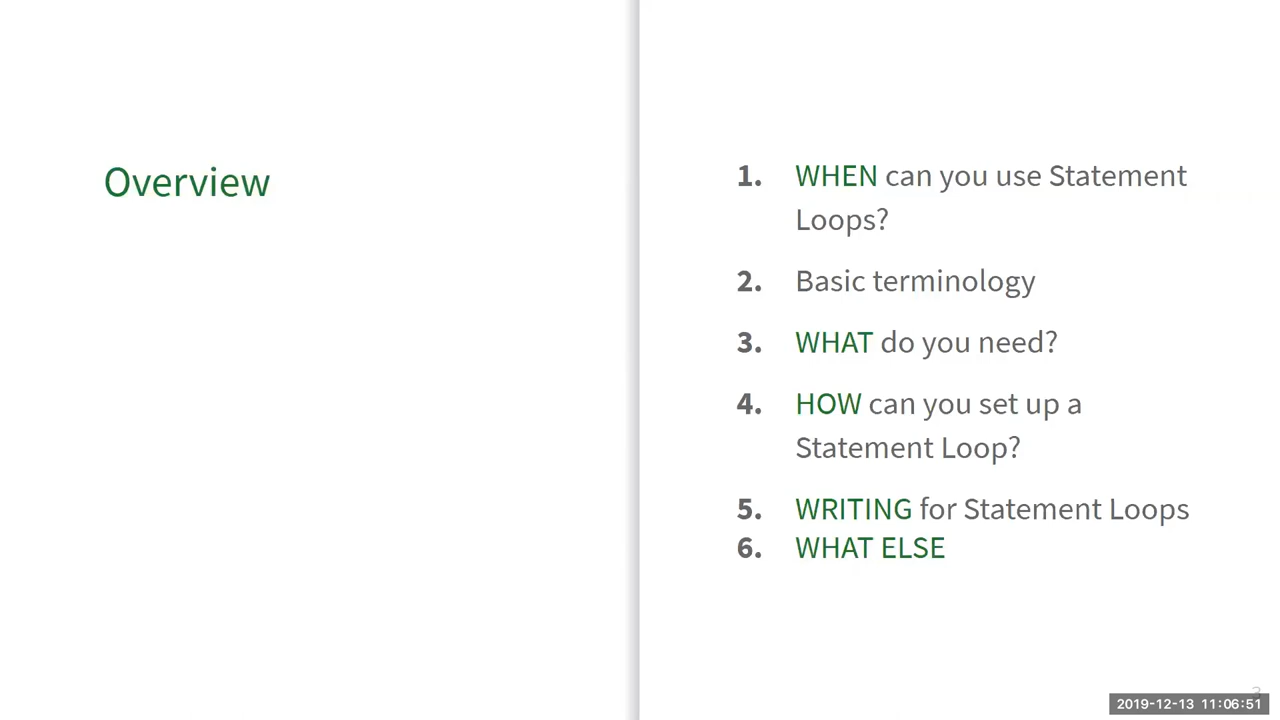 Overview
1. WHEN can you use Statement
Loops?
2. Basic terminology
3. WHAT do you need?
4. HOW can you set up a
Statement Loop?
5. WRITING for Statement Loops
6. WHAT ELSE
3
2019-12-13 11:06:51